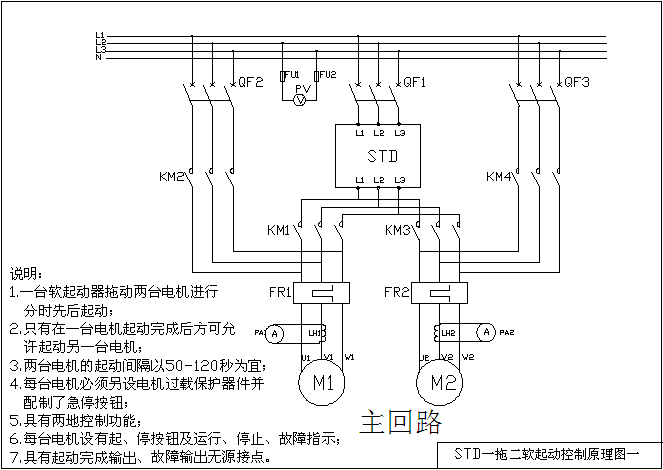 L1
L2
L3
N
QF2
FU1
FU2
PV
V
QF1
QF3
L1 L2 L3
STD
L1 L2 L3
KM2
KM4
KM1
KM3
FR1
FR2
PA1
A
LH1
LH2
A
PA2
U1 V1 W1
U2 V2 W2
M1
M2
主回路
说明:
1.一台软起动器拖动两台电机进行
分时先后起动;
2.只有在一台电机起动完成后方可允
许起动另一台电机;
3.两台电机的起动间隔以50-120秒为宜;
4.每台电机必须另设电机过载保护器件并
配制了急停按钮;
5.具有两地控制功能;
6.每台电机设有起、停按钮及运行、停止、故障指示;
7.具有起动完成输出、故障输出无源接点。
STD一拖二软起动控制原理图一